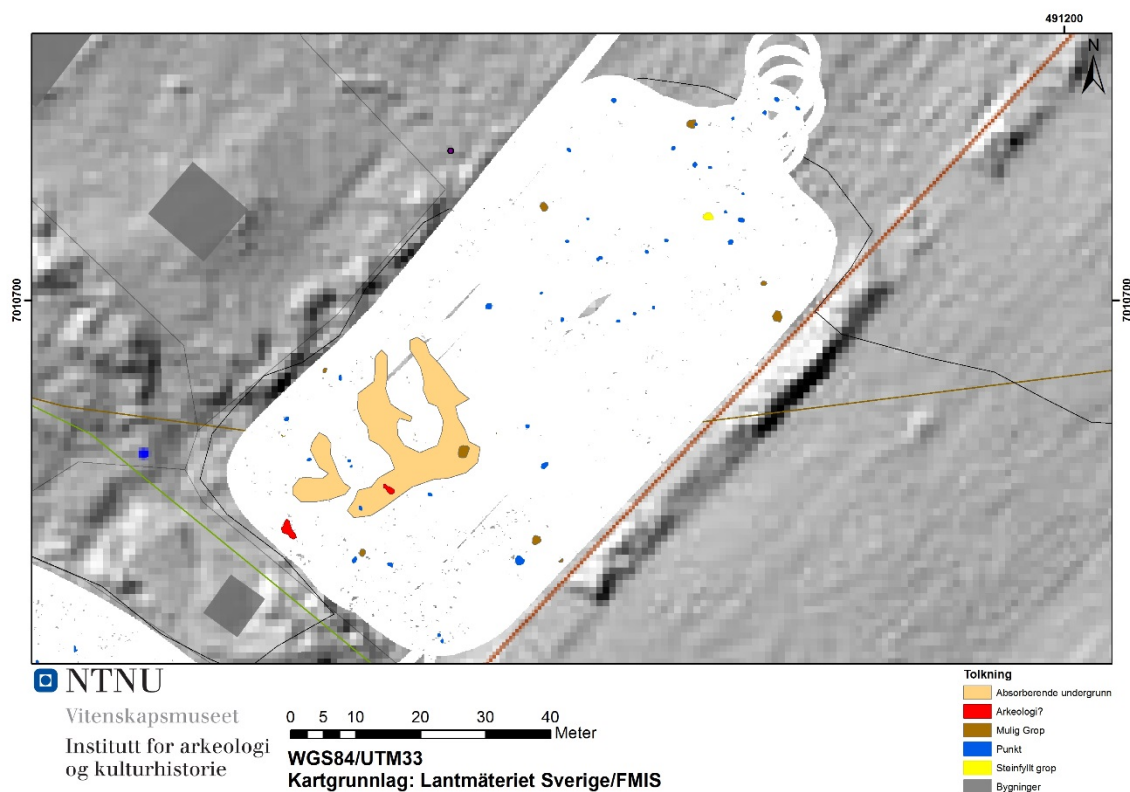 491200
N
7010700
7010700
NTNU
Vitenskapsmuseet
Institutt for arkeologi
og kulturhistorie
0 5 10 20 30 40
Meter
WGS84/UTM33
Kartgrunnlag: Lantmäteriet Sverige/FMIS
Tolkning
Absorberende undergrunn
Arkeologi?
Mulig Grop
Punkt
Steinfyllt grop
Bygninger